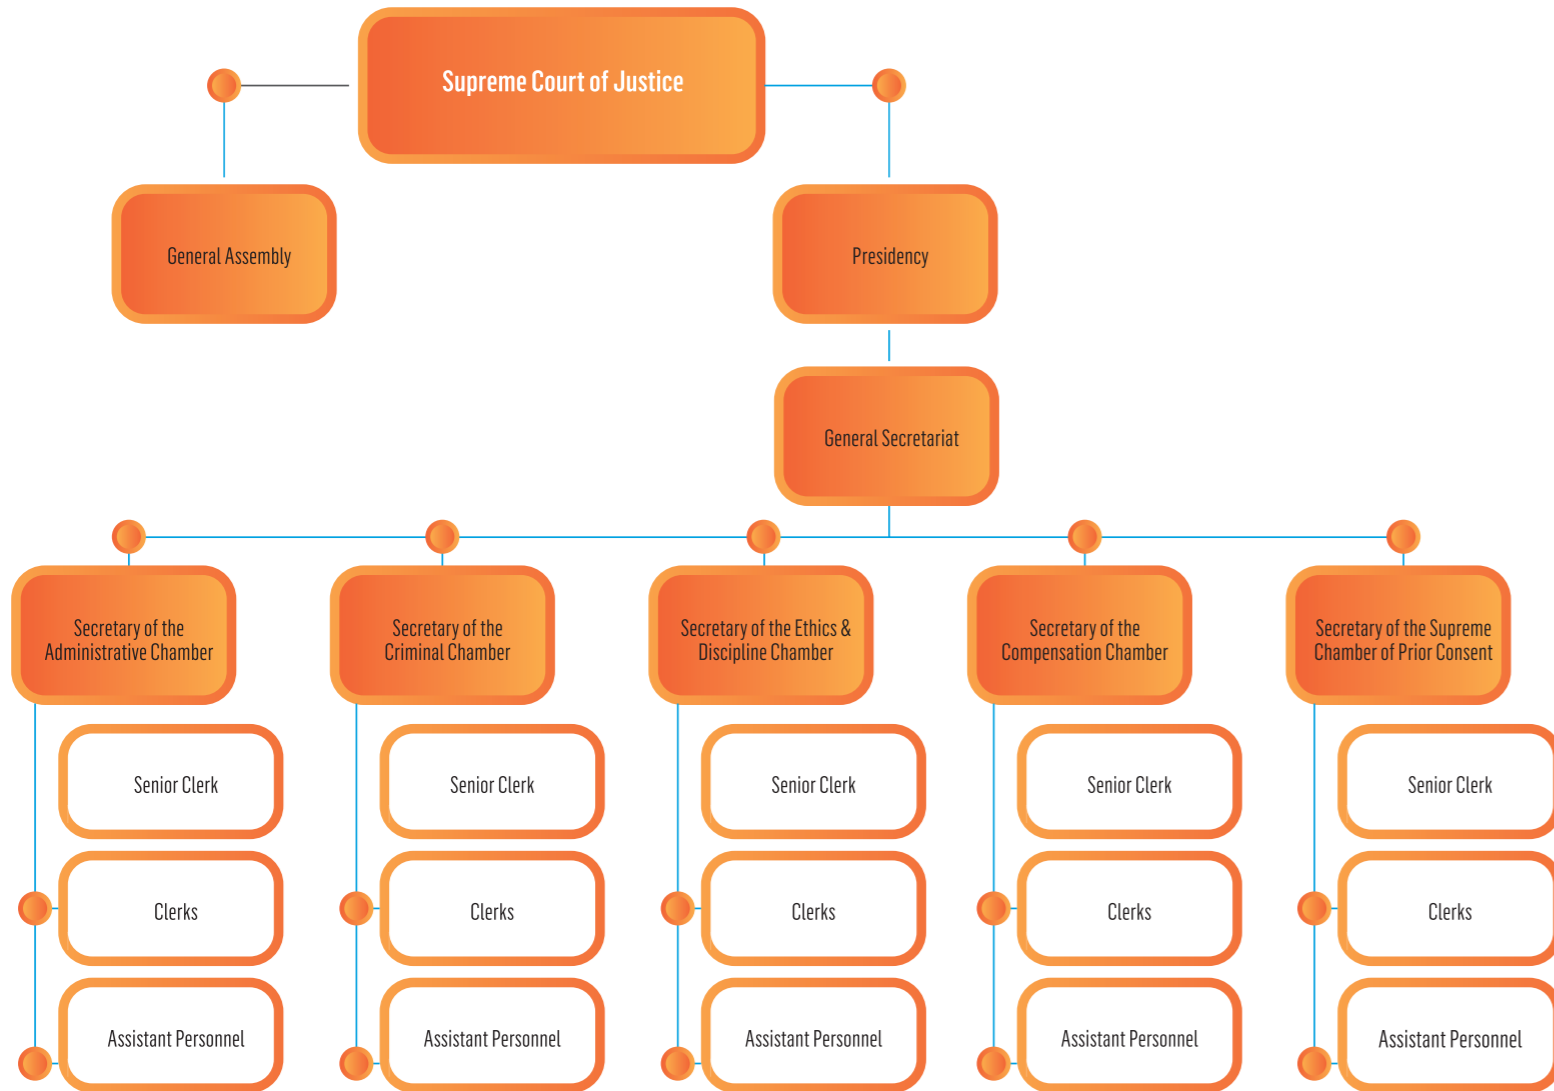 Supreme Court of Justice
General Assembly
Presidency
General Secretariat
Secretary of the
Administrative Chamber
Secretary of the
Criminal Chamber
Secretary of the Ethics &
Discipline Chamber
Secretary of the
Compensation Chamber
Secretary of the Supreme
Chamber of Prior Consent
Senior Clerk
Senior Clerk
Senior Clerk
Senior Clerk
Senior Clerk
Clerks
Clerks
Clerks
Clerks
Clerks
Assistant Personnel
Assistant Personnel
Assistant Personnel
Assistant Personnel
Assistant Personnel